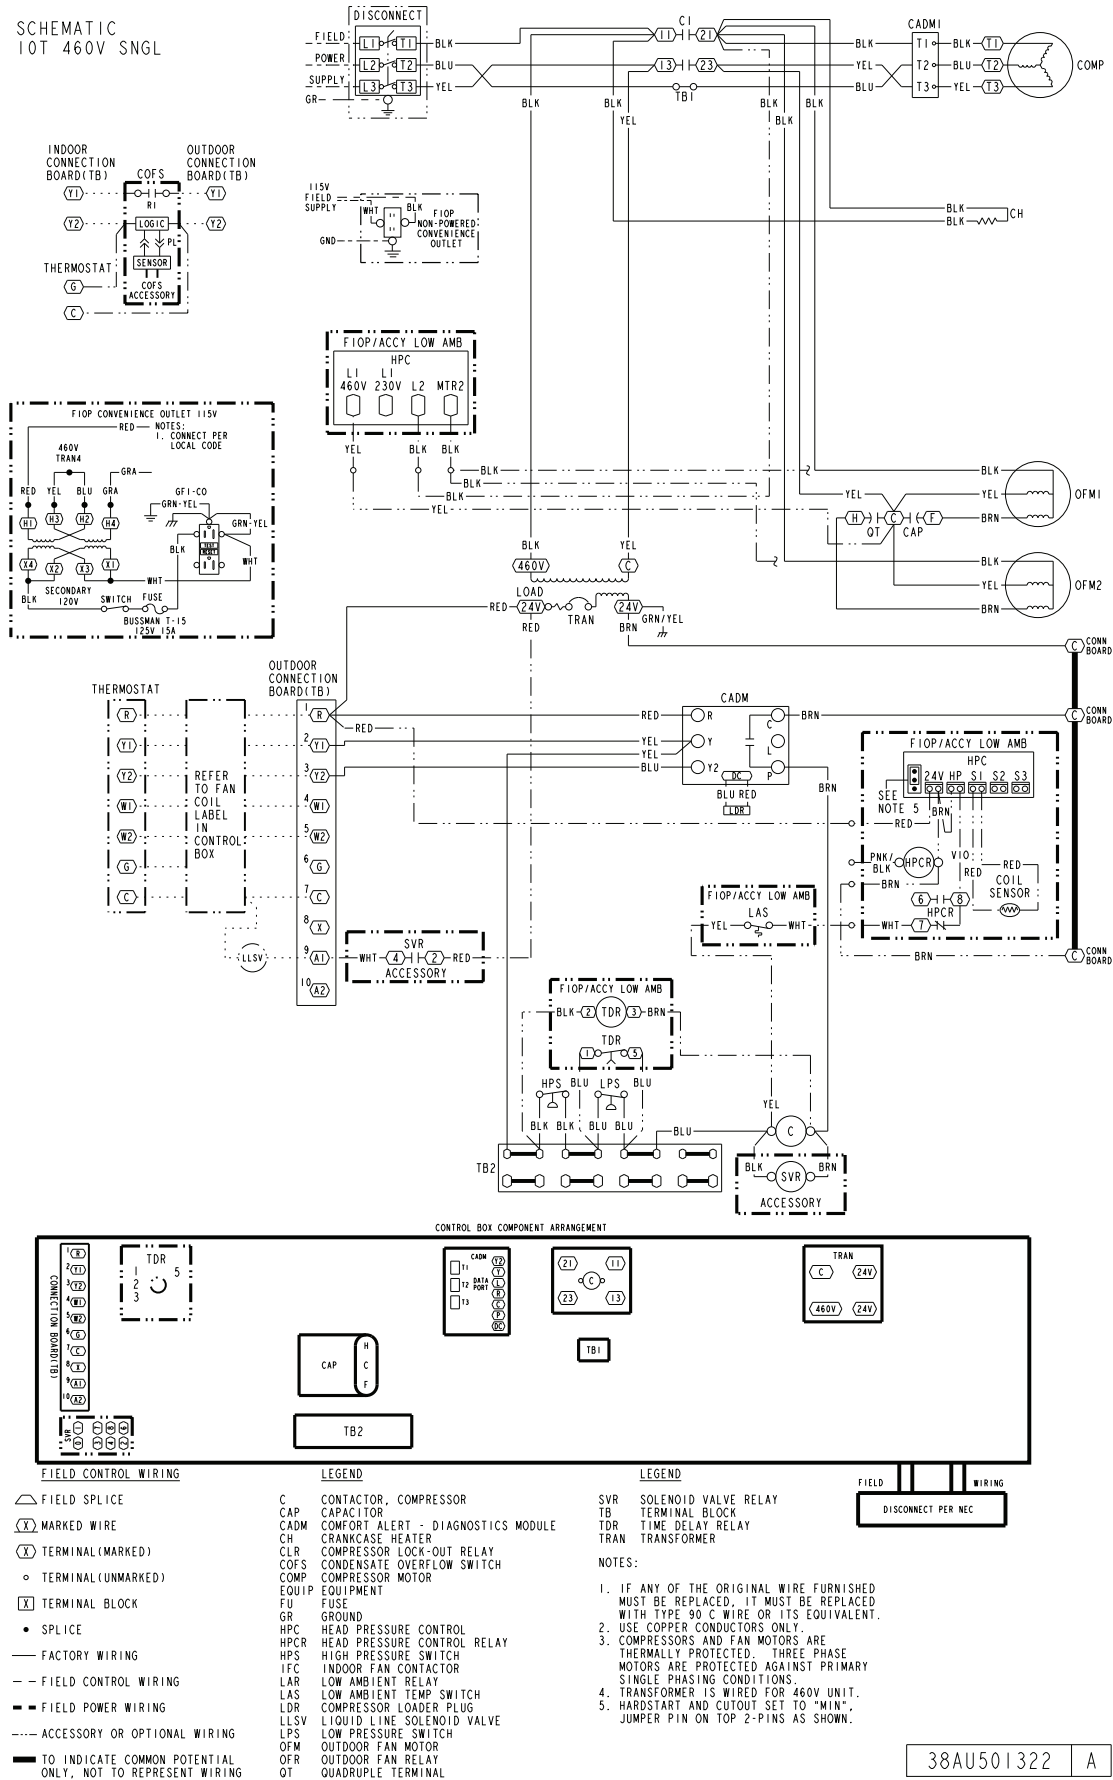 SCHEMATIC
10T 460V SNGL
DISCONNECT
FIELD L1 T1 BLK
POWER L2 T2 BLU
SUPPLY L3 T3 YEL
GR
C1
11 21
13 23
TB1
BLK
YEL
BLK
BLK
BLK
BLK
BLK
YEL
BLU
CADM1
T1 BLK T1
T2 BLU T2
T3 YEL T3
COMP
BLK
BLK
CH
INDOOR
CONNECTION
BOARD(TB)
OUTDOOR
CONNECTION
BOARD(TB)
COFS
Y1 R1 Y1
Y2 LOGIC Y2
PL
SENSOR
COFS
ACCESSORY
THERMOSTAT
G
C
115V
FIELD
SUPPLY
WHT
BLK
GND
FIOP
NON-POWERED
CONVENIENCE
OUTLET
FIOP/ACCY LOW AMB
HPC
L1 L1
460V 230V L2 MTR2
YEL BLK BLK
BLK
BLK
BLK
YEL
FIOP CONVENIENCE OUTLET 115V
RED
NOTES:
1. CONNECT PER
LOCAL CODE
460V
TRAN4
GRA
RED YEL BLU GRA
H1 H3 H2 H4
X4 X2 X3 X1
GFI-CO
GRN-YEL
GRN-YEL
TEST
RESET
BLK
WHT
WHT
BLK
SECONDARY
120V
SWITCH
FUSE
BUSSMAN T-15
125V 15A
BLK
YEL
BRN
OFM1
YEL
H C F
QT CAP
BLK
YEL
BRN
OFM2
BLK YEL
460V C
LOAD
RED 24V TRAN 24V
GRN/YEL
RED BRN
C CONN
BOARD
C CONN
BOARD
C CONN
BOARD
THERMOSTAT
R
Y1
Y2
W1
W2
G
C
REFER
TO FAN
COIL
LABEL
IN
CONTROL
BOX
OUTDOOR
CONNECTION
BOARD(TB)
1 R
2 Y1
3 Y2
4 W1
5 W2
6 G
7 C
8 X
9 A1
10 A2
LLSV
RED
SVR
WHT 4 2 RED
ACCESSORY
CADM
RED R C BRN
YEL Y L
YEL
BLU Y2 P
DC
BLU RED
LDR
BRN
FIOP/ACCY LOW AMB
HPC
24V HP S1 S2 S3
SEE
NOTE 5
BRN
RED
PNK/
BLK
HPCR
VIO
RED
RED
COIL
SENSOR
BRN
6 8
HPCR
WHT 7
BRN
FIOP/ACCY LOW AMB
LAS
YEL WHT
FIOP/ACCY LOW AMB
BLK 2 TDR 3 BRN
TDR
1 5
HPS BLU LPS BLU
BLK BLK BLU BLU
TB2
BLU
YEL
C
BLK BRN
SVR
ACCESSORY
CONTROL BOX COMPONENT ARRANGEMENT
CONNECTION BOARD(TB)
1 R
2 Y1
3 Y2
4 W1
5 W2
6 G
7 C
8 X
9 A1
10 A2
TDR
1
2
3
5
SVR
CAP
H
C
F
TB2
CADM
T1
T2
T3
DATA
PORT
Y2
Y
L
R
C
P
DC
21 11
C
23 13
TB1
TRAN
C 24V
460V 24V
FIELD WIRING
DISCONNECT PER NEC
FIELD CONTROL WIRING
FIELD SPLICE
X MARKED WIRE
X TERMINAL(MARKED)
TERMINAL(UNMARKED)
X TERMINAL BLOCK
SPLICE
FACTORY WIRING
FIELD CONTROL WIRING
FIELD POWER WIRING
ACCESSORY OR OPTIONAL WIRING
TO INDICATE COMMON POTENTIAL
ONLY, NOT TO REPRESENT WIRING
LEGEND
C CONTACTOR, COMPRESSOR
CAP CAPACITOR
CADM COMFORT ALERT - DIAGNOSTICS MODULE
CH CRANKCASE HEATER
CLR COMPRESSOR LOCK-OUT RELAY
COFS CONDENSATE OVERFLOW SWITCH
COMP COMPRESSOR MOTOR
EQUIP EQUIPMENT
FU FUSE
GR GROUND
HPC HEAD PRESSURE CONTROL
HPCR HEAD PRESSURE CONTROL RELAY
HPS HIGH PRESSURE SWITCH
IFC INDOOR FAN CONTACTOR
LAR LOW AMBIENT RELAY
LAS LOW AMBIENT TEMP SWITCH
LDR COMPRESSOR LOADER PLUG
LLSV LIQUID LINE SOLENOID VALVE
LPS LOW PRESSURE SWITCH
OFM OUTDOOR FAN MOTOR
OFR OUTDOOR FAN RELAY
QT QUADRUPLE TERMINAL
LEGEND
SVR SOLENOID VALVE RELAY
TB TERMINAL BLOCK
TDR TIME DELAY RELAY
TRAN TRANSFORMER
NOTES:
1. IF ANY OF THE ORIGINAL WIRE FURNISHED
MUST BE REPLACED, IT MUST BE REPLACED
WITH TYPE 90 C WIRE OR ITS EQUIVALENT.
2. USE COPPER CONDUCTORS ONLY.
3. COMPRESSORS AND FAN MOTORS ARE
THERMALLY PROTECTED. THREE PHASE
MOTORS ARE PROTECTED AGAINST PRIMARY
SINGLE PHASING CONDITIONS.
4. TRANSFORMER IS WIRED FOR 460V UNIT.
5. HARDSTART AND CUTOUT SET TO "MIN",
JUMPER PIN ON TOP 2-PINS AS SHOWN.
38AU501322 A